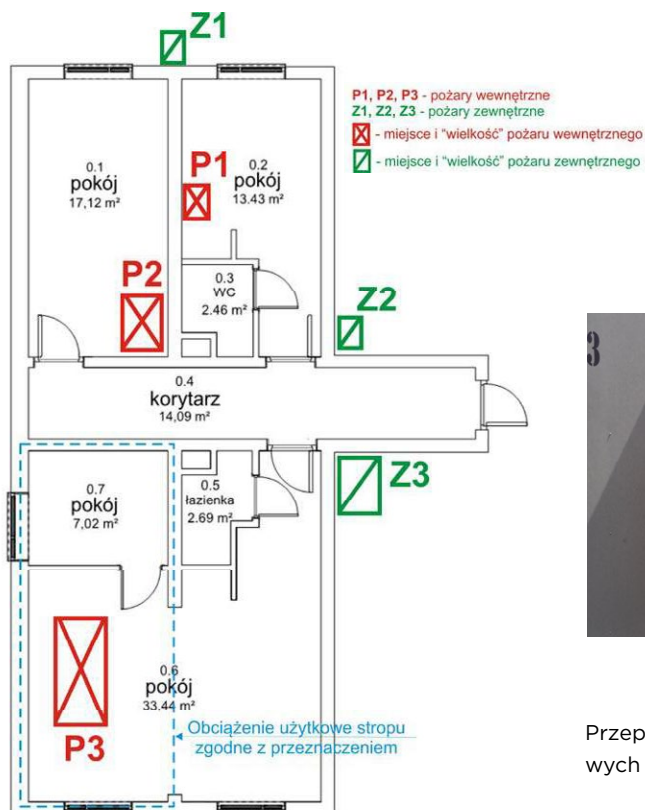 Z1
P1, P2, P3 - pożary wewnętrzne
Z1, Z2, Z3 - pożary zewnętrzne
- miejsce i "wielkość" pożaru wewnętrznego
- miejsce i "wielkość" pożaru zewnętrznego
0.1
pokój
17,12 m²
P1
0.2
pokój
13.43 m²
P2
0.3
WC
2.46 m²
Z2
3
0.4
korytarz
14,09 m²
0.7
pokój
7,02 m²
0.5
łazienka
2.69 m²
Z3
0.6
pokój
33.44 m²
P3
Obciążenie użytkowe stropu
zgodne z przeznaczeniem
Przep
wych